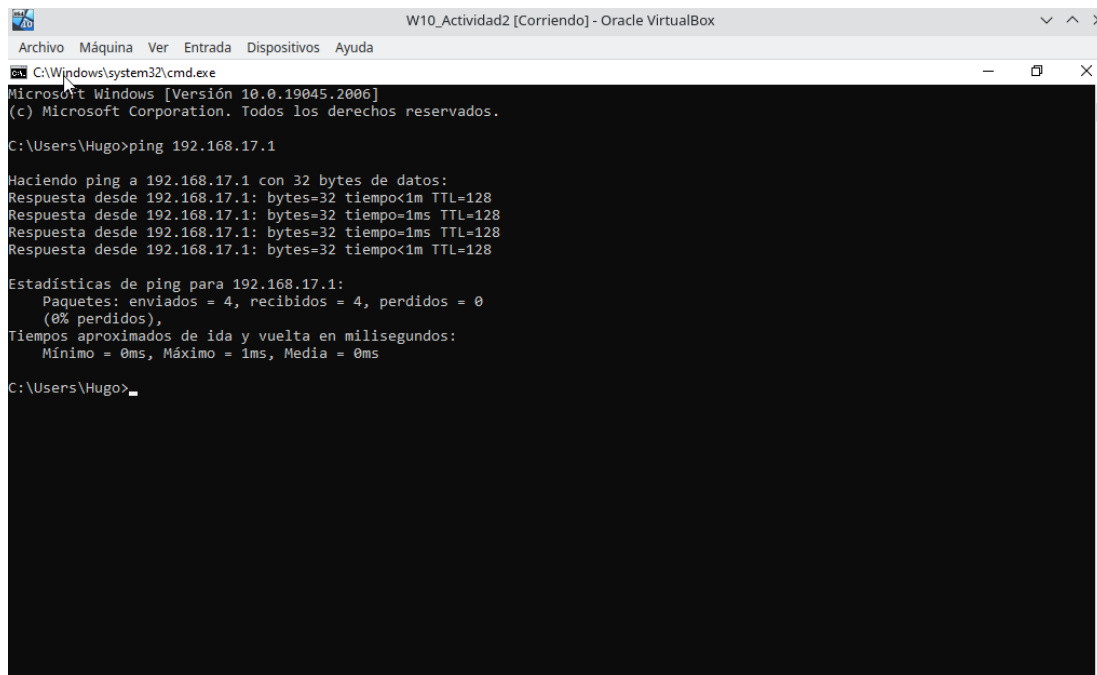 W10_Actividad2 [Corriendo] - Oracle VirtualBox
Archivo Máquina Ver Entrada Dispositivos Ayuda
C:\Windows\system32\cmd.exe
Microsoft Windows [Versión 10.0.19045.2006]
(c) Microsoft Corporation. Todos los derechos reservados.
C:\Users\Hugo>ping 192.168.17.1
Haciendo ping a 192.168.17.1 con 32 bytes de datos:
Respuesta desde 192.168.17.1: bytes=32 tiempo<1m TTL=128
Respuesta desde 192.168.17.1: bytes=32 tiempo=1ms TTL=128
Respuesta desde 192.168.17.1: bytes=32 tiempo=1ms TTL=128
Respuesta desde 192.168.17.1: bytes=32 tiempo<1m TTL=128
Estadísticas de ping para 192.168.17.1:
Paquetes: enviados = 4, recibidos = 4, perdidos = 0
(0% perdidos),
Tiempos aproximados de ida y vuelta en milisegundos:
Mínimo = 0ms, Máximo = 1ms, Media = 0ms
C:\Users\Hugo>